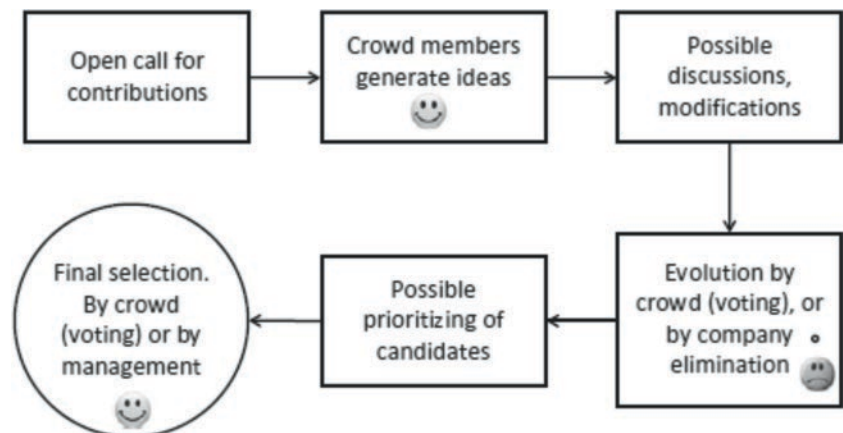 Open call for
contributions
Crowd members
generate ideas
Possible
discussions,
modifications
Evolution by
crowd (voting), or
by company
elimination
Possible
prioritizing of
candidates
Final selection.
By crowd
(voting) or by
management